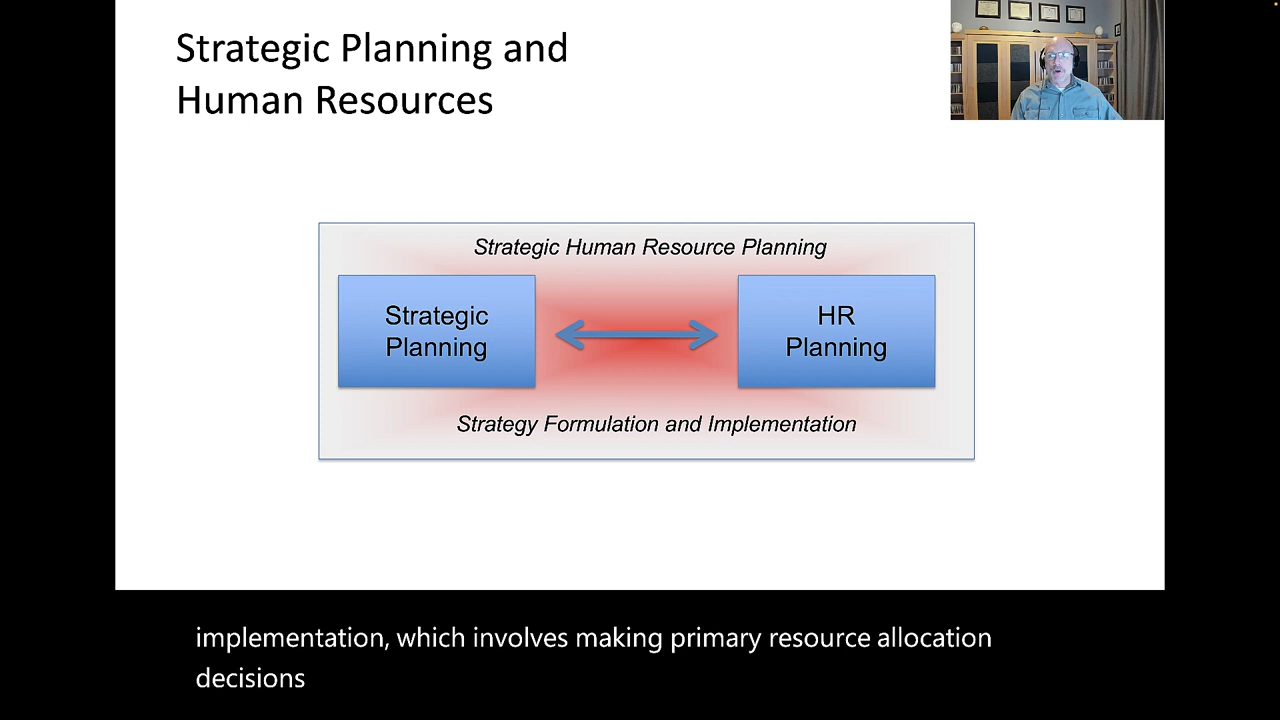 Strategic Planning and
Human Resources
Strategic Human Resource Planning
Strategic
Planning
HR
Planning
Strategy Formulation and Implementation
implementation, which involves making primary resource allocation
decisions